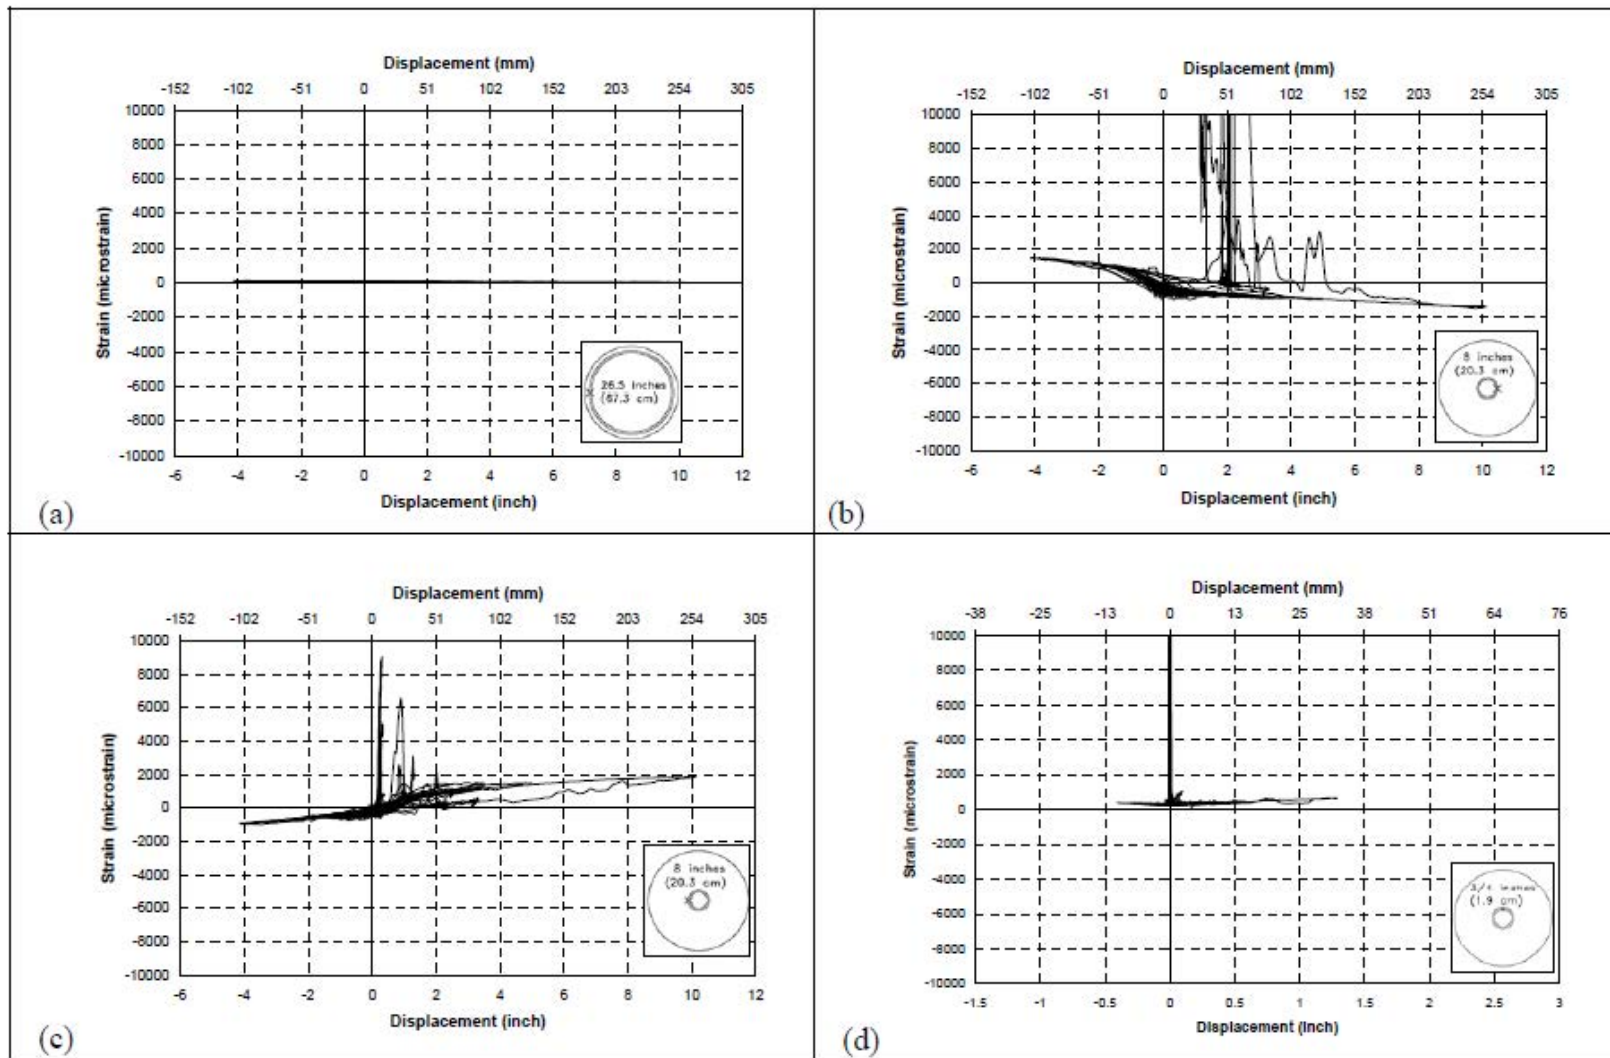 Displacement (mm)
-152 -102 -51 0 51 102 152 203 254 305
10000
8000
6000
4000
2000
0
-2000
-4000
-6000
-8000
-10000
Strain (microstrain)
26.5 inches
(67.3 cm)
-6 -4 -2 0 2 4 6 8 10 12
Displacement (inch)
(a)
Displacement (mm)
-152 -102 -51 0 51 102 152 203 254 305
10000
8000
6000
4000
2000
0
-2000
-4000
-6000
-8000
-10000
Strain (microstrain)
8 inches
(20.3 cm)
-6 -4 -2 0 2 4 6 8 10 12
Displacement (inch)
(b)
Displacement (mm)
-152 -102 -51 0 51 102 152 203 254 305
10000
8000
6000
4000
2000
0
-2000
-4000
-6000
-8000
-10000
Strain (microstrain)
8 inches
(20.3 cm)
-6 -4 -2 0 2 4 6 8 10 12
Displacement (inch)
(c)
Displacement (mm)
-38 -25 -13 0 13 25 38 51 64 76
10000
8000
6000
4000
2000
0
-2000
-4000
-6000
-8000
-10000
Strain (microstrain)
3/4 inches
(1.9 cm)
-1.5 -1 -0.5 0 0.5 1 1.5 2 2.5 3
Displacement (inch)
(d)